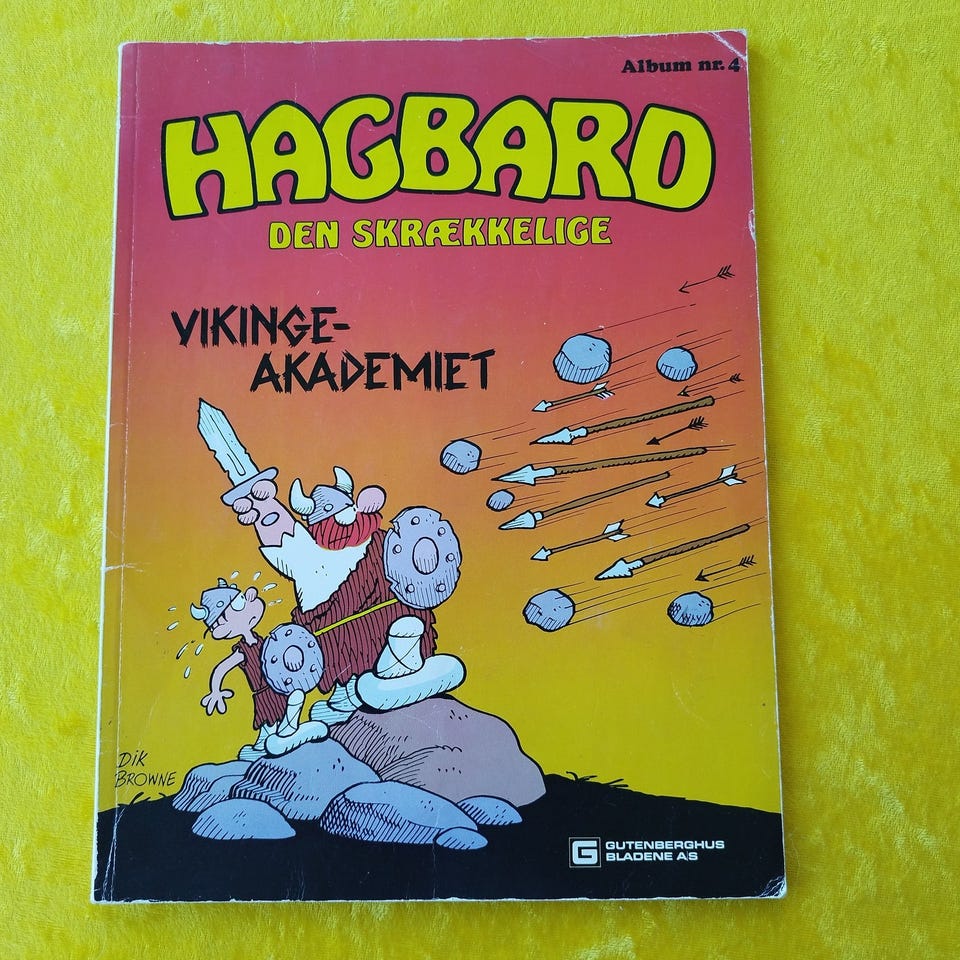 Album nr. 4
HAGBARD
DEN SKRÆKKELIGE
VIKINGE-
AKADEMIET
DIK
BROWNE
G GUTENBERGHUS
BLADENE A/S